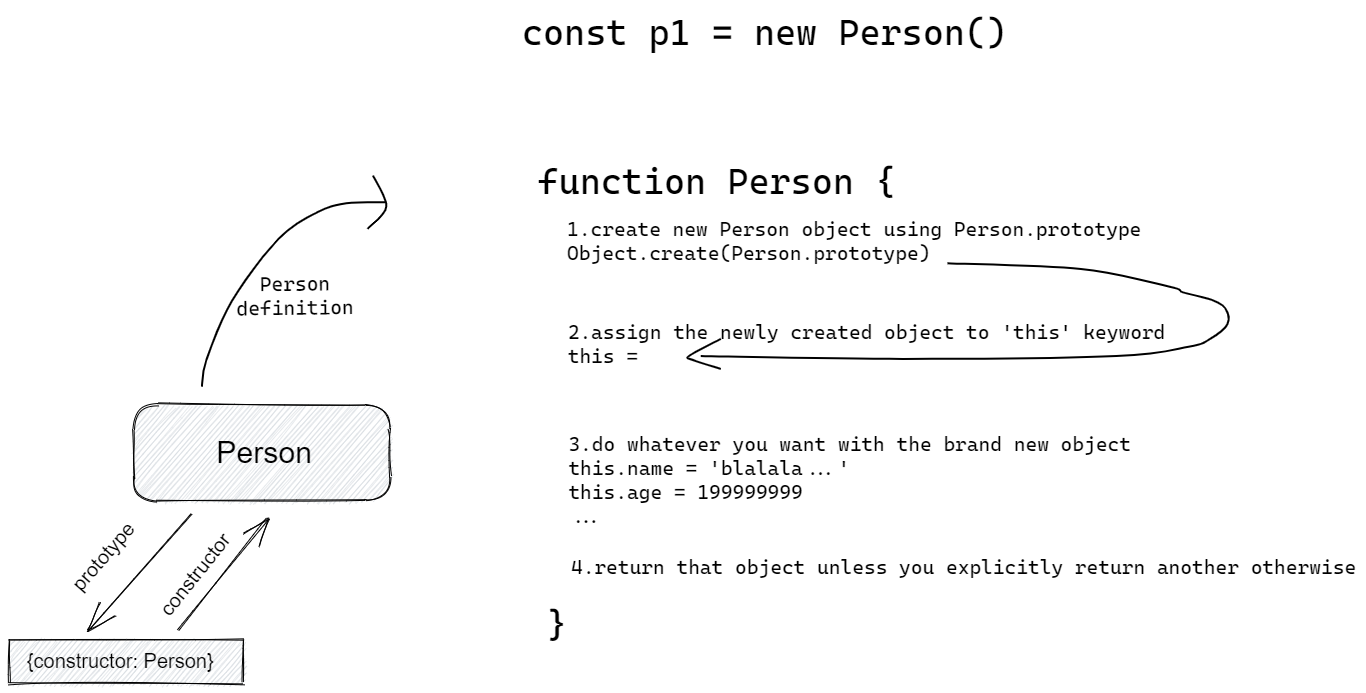 const p1 = new Person()
function Person {
1.create new Person object using Person.prototype
Object.create(Person.prototype)
2.assign the newly created object to 'this' keyword
this =
3.do whatever you want with the brand new object
this.name = 'blalala...'
this.age = 199999999
...
4.return that object unless you explicitly return another otherwise
}
Person
definition
Person
prototype
constructor
{constructor: Person}